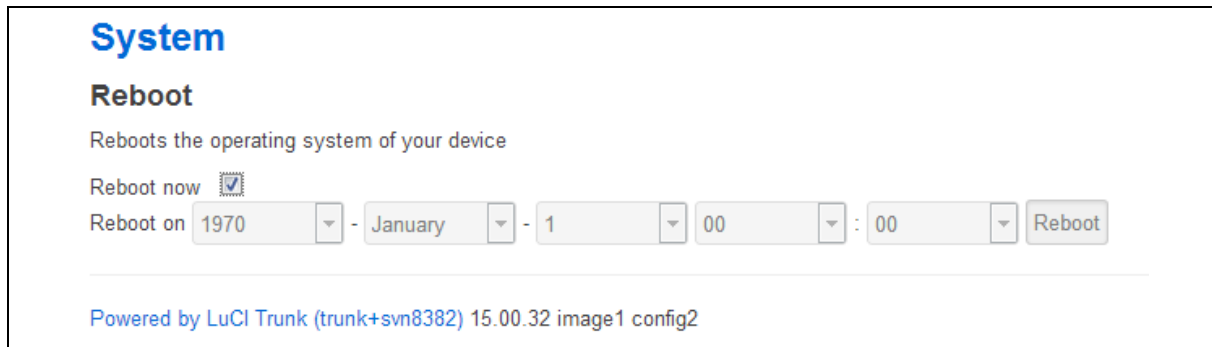 System
Reboot
Reboots the operating system of your device
Reboot now
Reboot on 1970 - January - 1 00 : 00 Reboot
Powered by LuCI Trunk (trunk+svn8382) 15.00.32 image1 config2